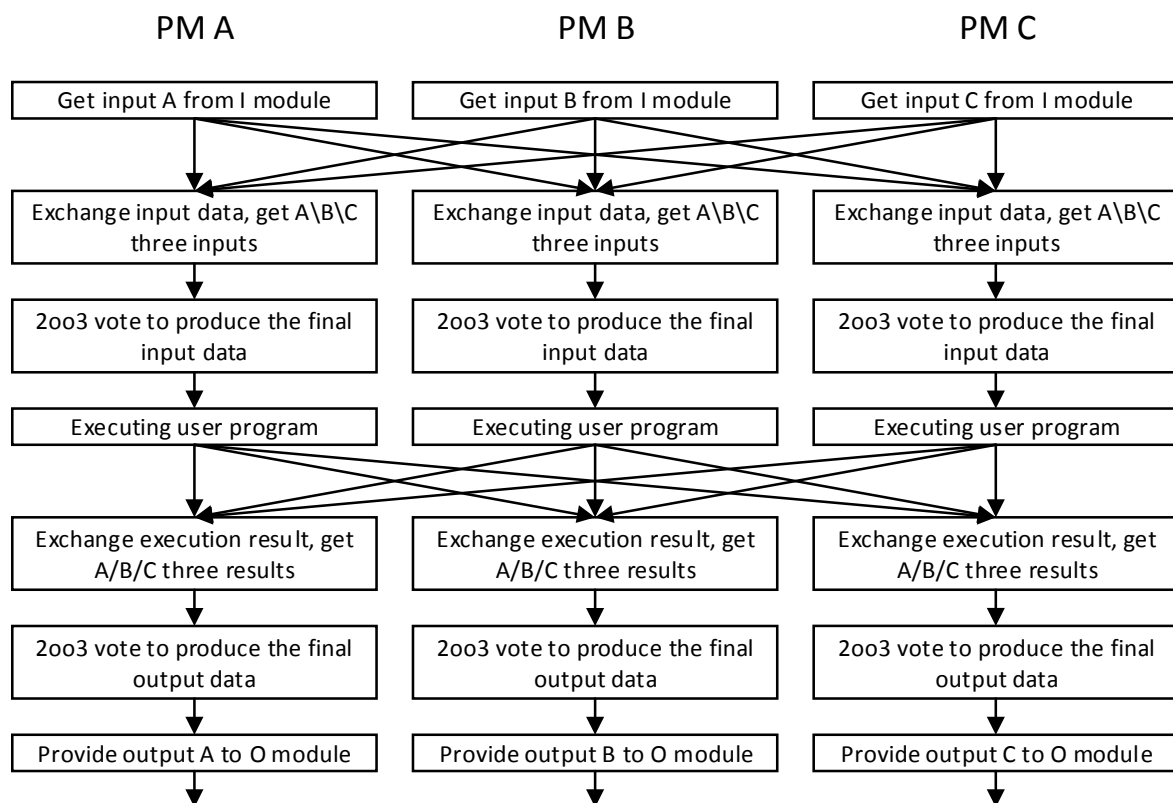 PM A
PM B
PM C
Get input A from I module
Get input B from I module
Get input C from I module
Exchange input data, get A\B\C
three inputs
Exchange input data, get A\B\C
three inputs
Exchange input data, get A\B\C
three inputs
2oo3 vote to produce the final
input data
2oo3 vote to produce the final
input data
2oo3 vote to produce the final
input data
Executing user program
Executing user program
Executing user program
Exchange execution result, get
A/B/C three results
Exchange execution result, get
A/B/C three results
Exchange execution result, get
A/B/C three results
2oo3 vote to produce the final
output data
2oo3 vote to produce the final
output data
2oo3 vote to produce the final
output data
Provide output A to O module
Provide output B to O module
Provide output C to O module